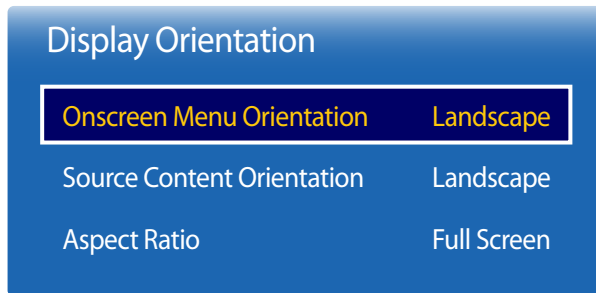 Display Orientation
Onscreen Menu Orientation Landscape
Source Content Orientation Landscape
Aspect Ratio Full Screen